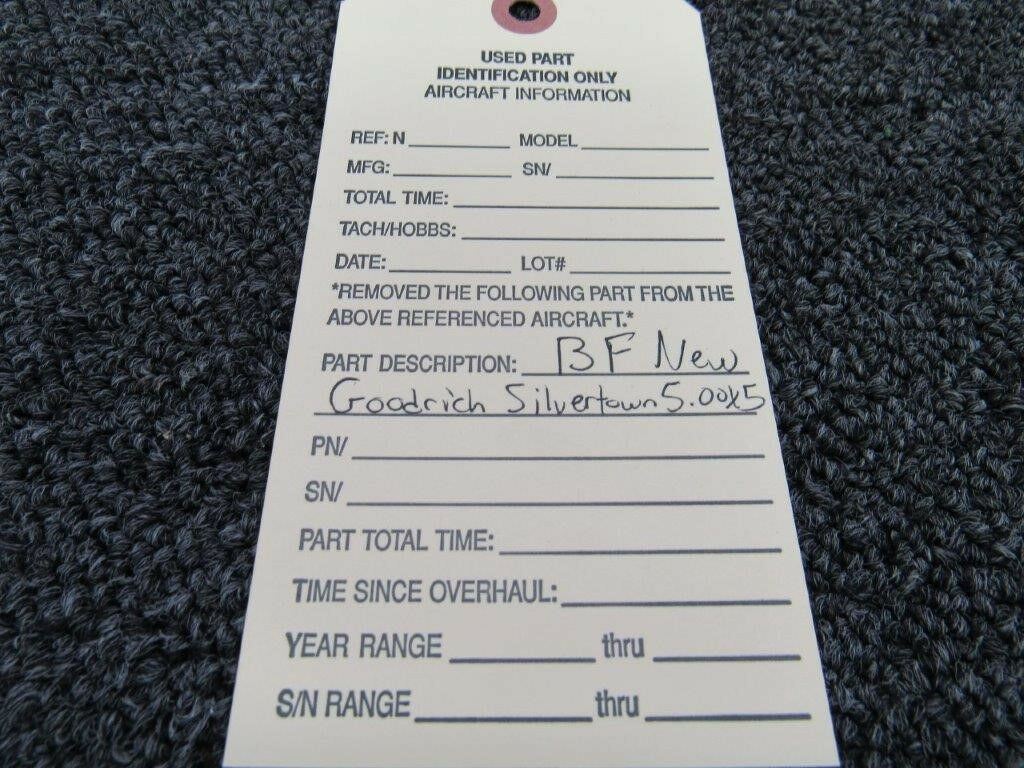 USED PART
IDENTIFICATION ONLY
AIRCRAFT INFORMATION
REF: N MODEL
MFG: SN/
TOTAL TIME:
TACH/HOBBS:
DATE: LOT#
*REMOVED THE FOLLOWING PART FROM THE
ABOVE REFERENCED AIRCRAFT.*
PART DESCRIPTION: BF New
Goodrich Silvertown 5.00x5
PN/
SN/
PART TOTAL TIME:
TIME SINCE OVERHAUL:
YEAR RANGE thru
S/N RANGE thru